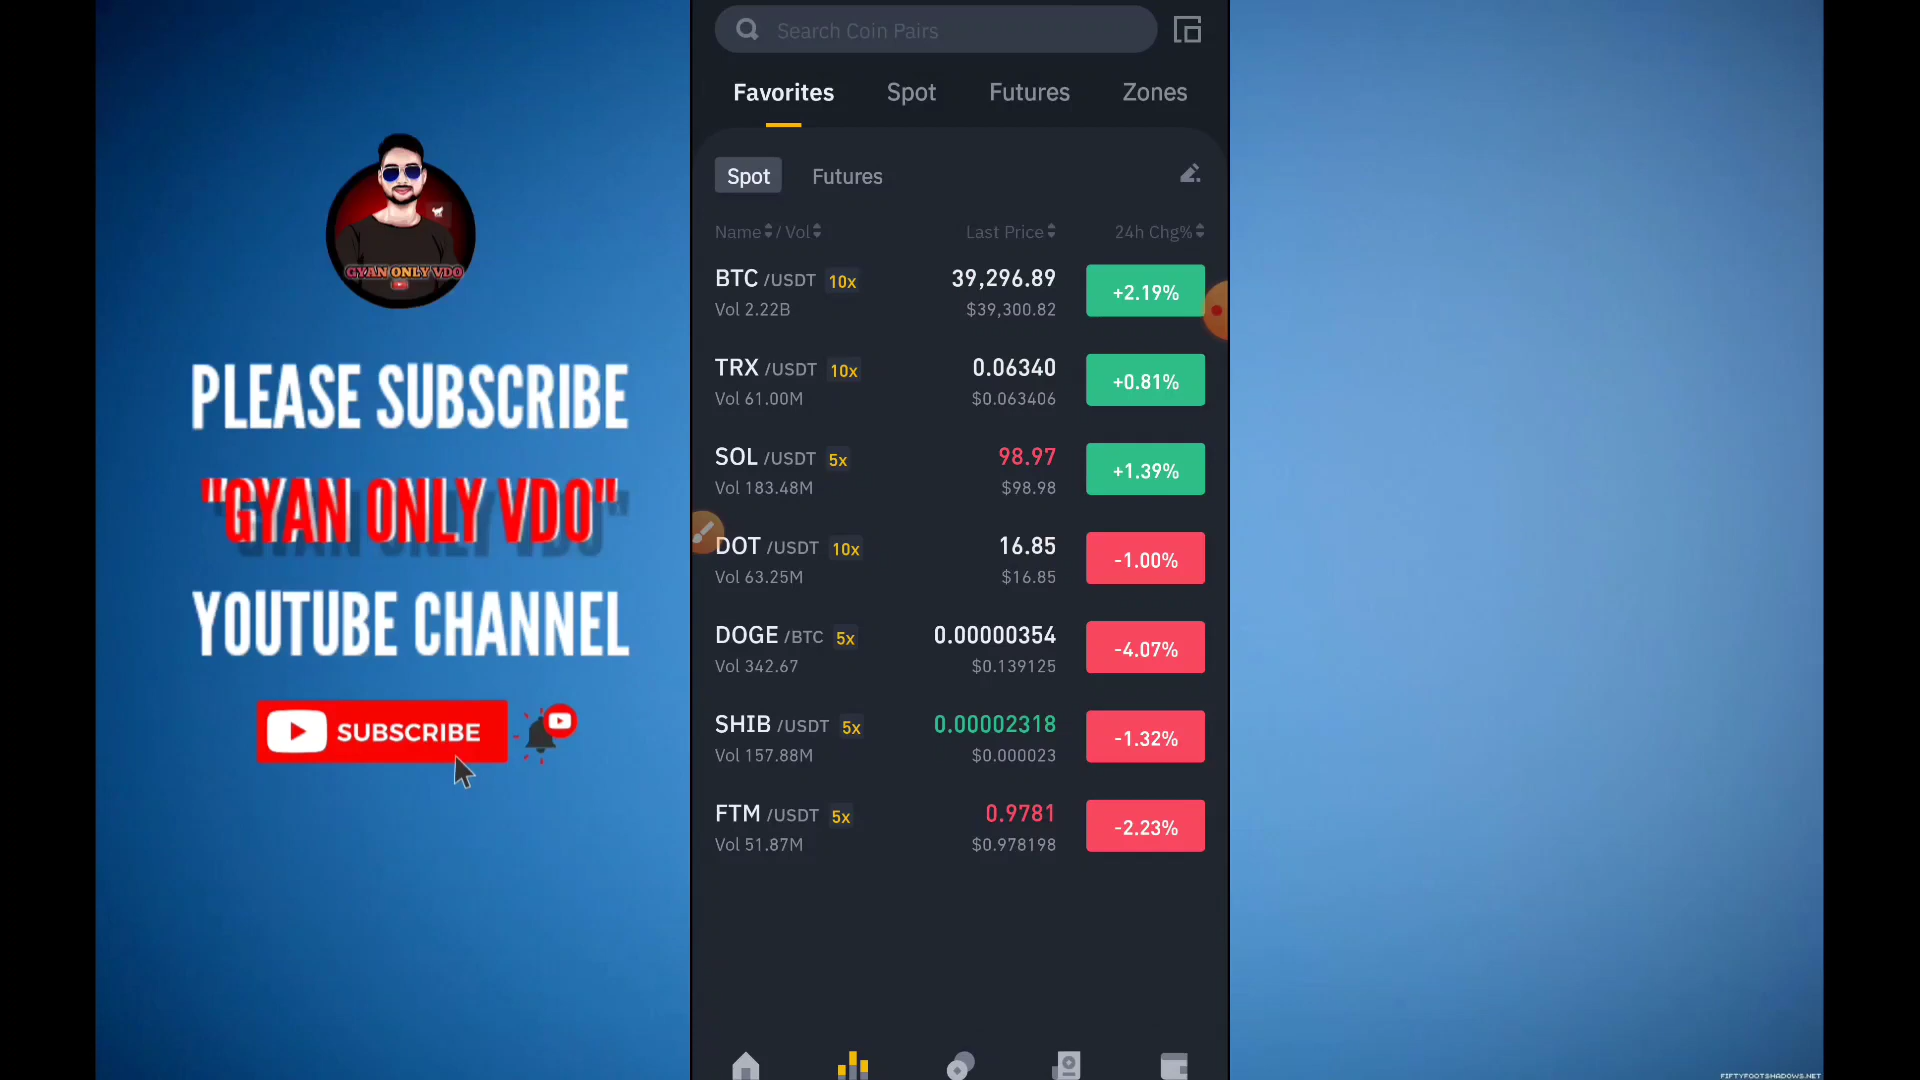 GYAN ONLY VDO
PLEASE SUBSCRIBE
"GYAN ONLY VDO"
YOUTUBE CHANNEL
SUBSCRIBE
Search Coin Pairs
Favorites Spot Futures Zones
Spot Futures
Name / Vol Last Price 24h Chg%
BTC /USDT 10x 39,296.89 +2.19%
Vol 2.22B $39,300.82
TRX /USDT 10x 0.06340 +0.81%
Vol 61.00M $0.063406
SOL /USDT 5x 98.97 +1.39%
Vol 183.48M $98.98
DOT /USDT 10x 16.85 -1.00%
Vol 63.25M $16.85
DOGE /BTC 5x 0.00000354 -4.07%
Vol 342.67 $0.139125
SHIB /USDT 5x 0.00002318 -1.32%
Vol 157.88M $0.000023
FTM /USDT 5x 0.9781 -2.23%
Vol 51.87M $0.978198
FIFTYFOOTSHADOWS.NET